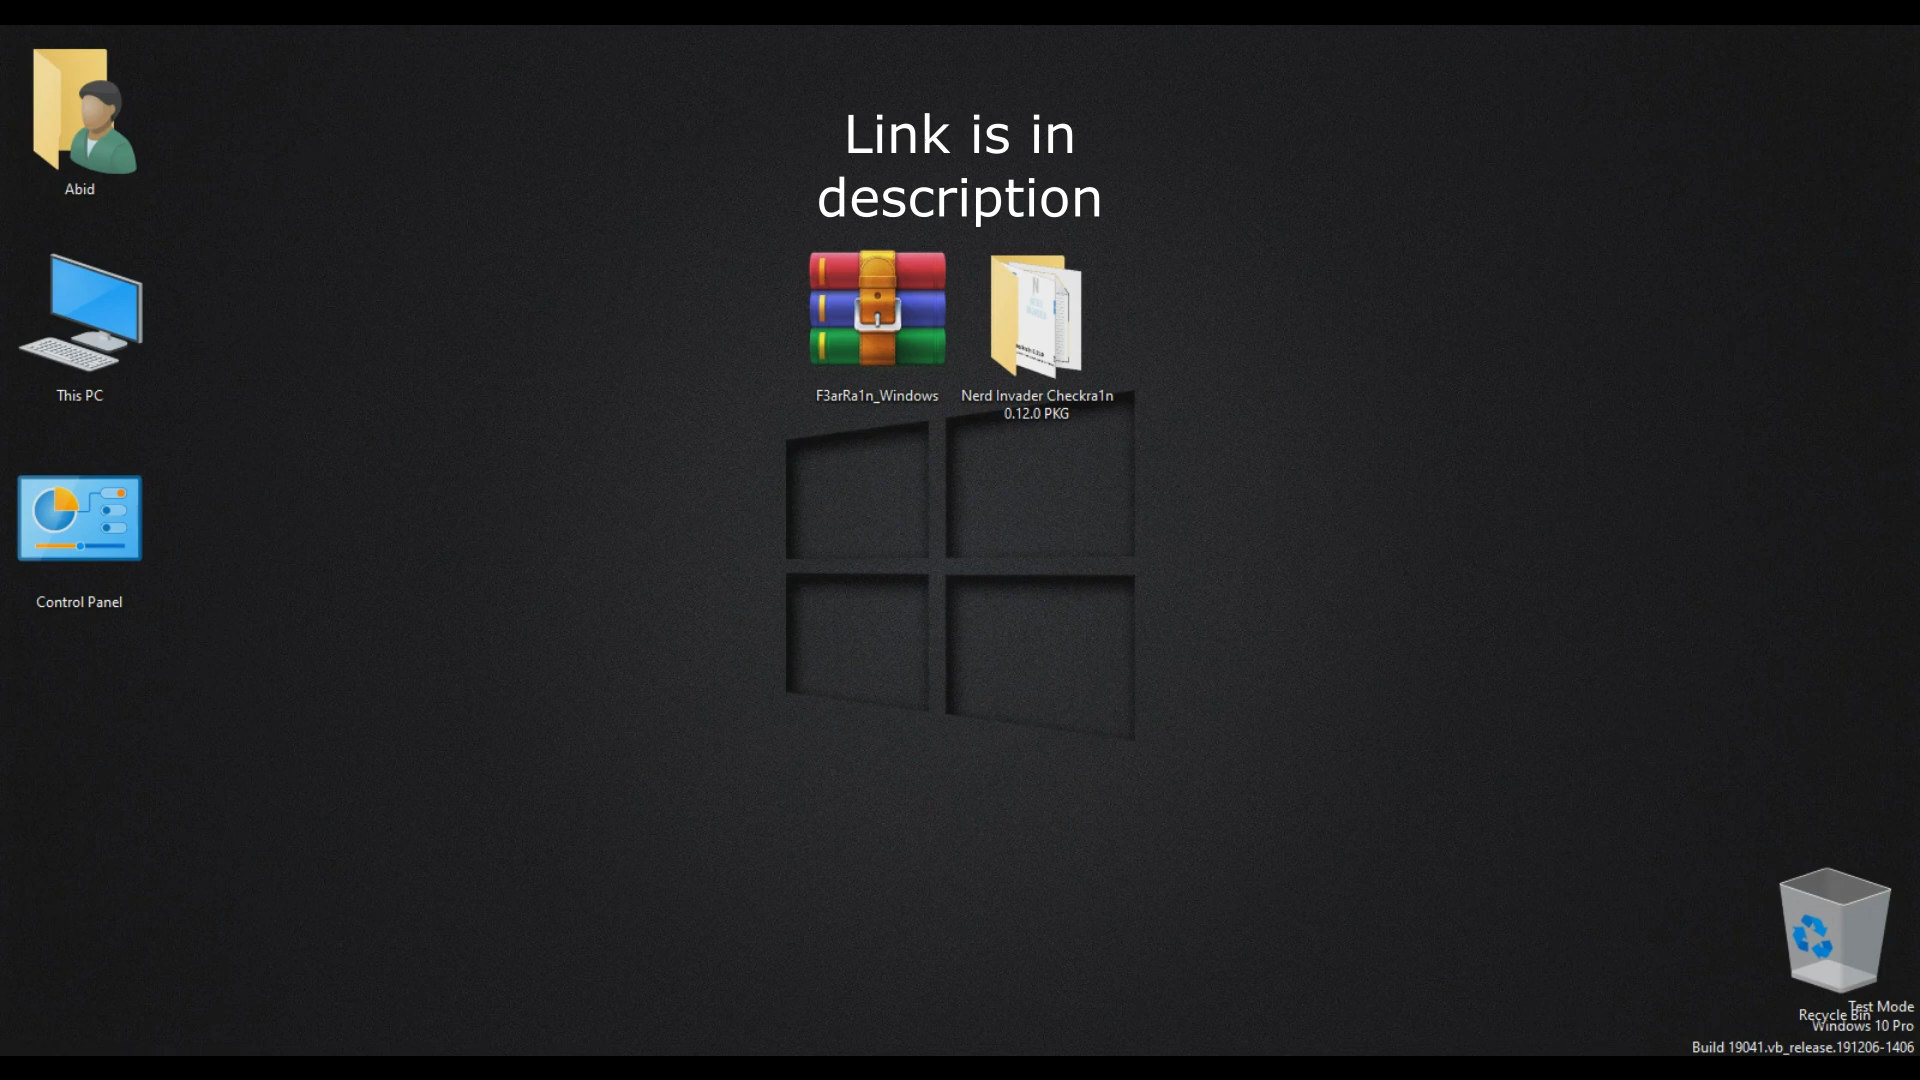 Link is in
description
Abid
This PC
Control Panel
F3arRa1n_Windows
Nerd Invader Checkra1n
0.12.0 PKG
Recycle Bin
Test Mode
Windows 10 Pro
Build 19041.vb_release.191206-1406